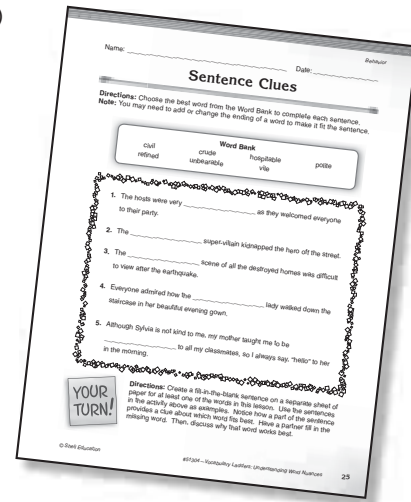 Behavior
Name: Date:
Sentence Clues
Directions: Choose the best word from the Word Bank to complete each sentence.
Note: You may need to add or change the ending of a word to make it fit the sentence.
Word Bank
civil crude hospitable polite
refined unbearable vile
1. The hosts were very as they welcomed everyone
to their party.
2. The super-villain kidnapped the hero off the street.
3. The scene of all the destroyed homes was difficult
to view after the earthquake.
4. Everyone admired how the lady walked down the
staircase in her beautiful evening gown.
5. Although Sylvia is not kind to me, my mother taught me to be
to all my classmates, so I always say, "hello" to her
in the morning.
YOUR
TURN!
Directions: Create a fill-in-the-blank sentence on a separate sheet of
paper for at least one of the words in this lesson. Use the sentences
in the activity above as examples. Notice how a part of the sentence
provides a clue about which word fits best. Have a partner fill in the
missing word. Then, discuss why that word works best.
© Shell Education
#51304—Vocabulary Ladders: Understanding Word Nuances
25